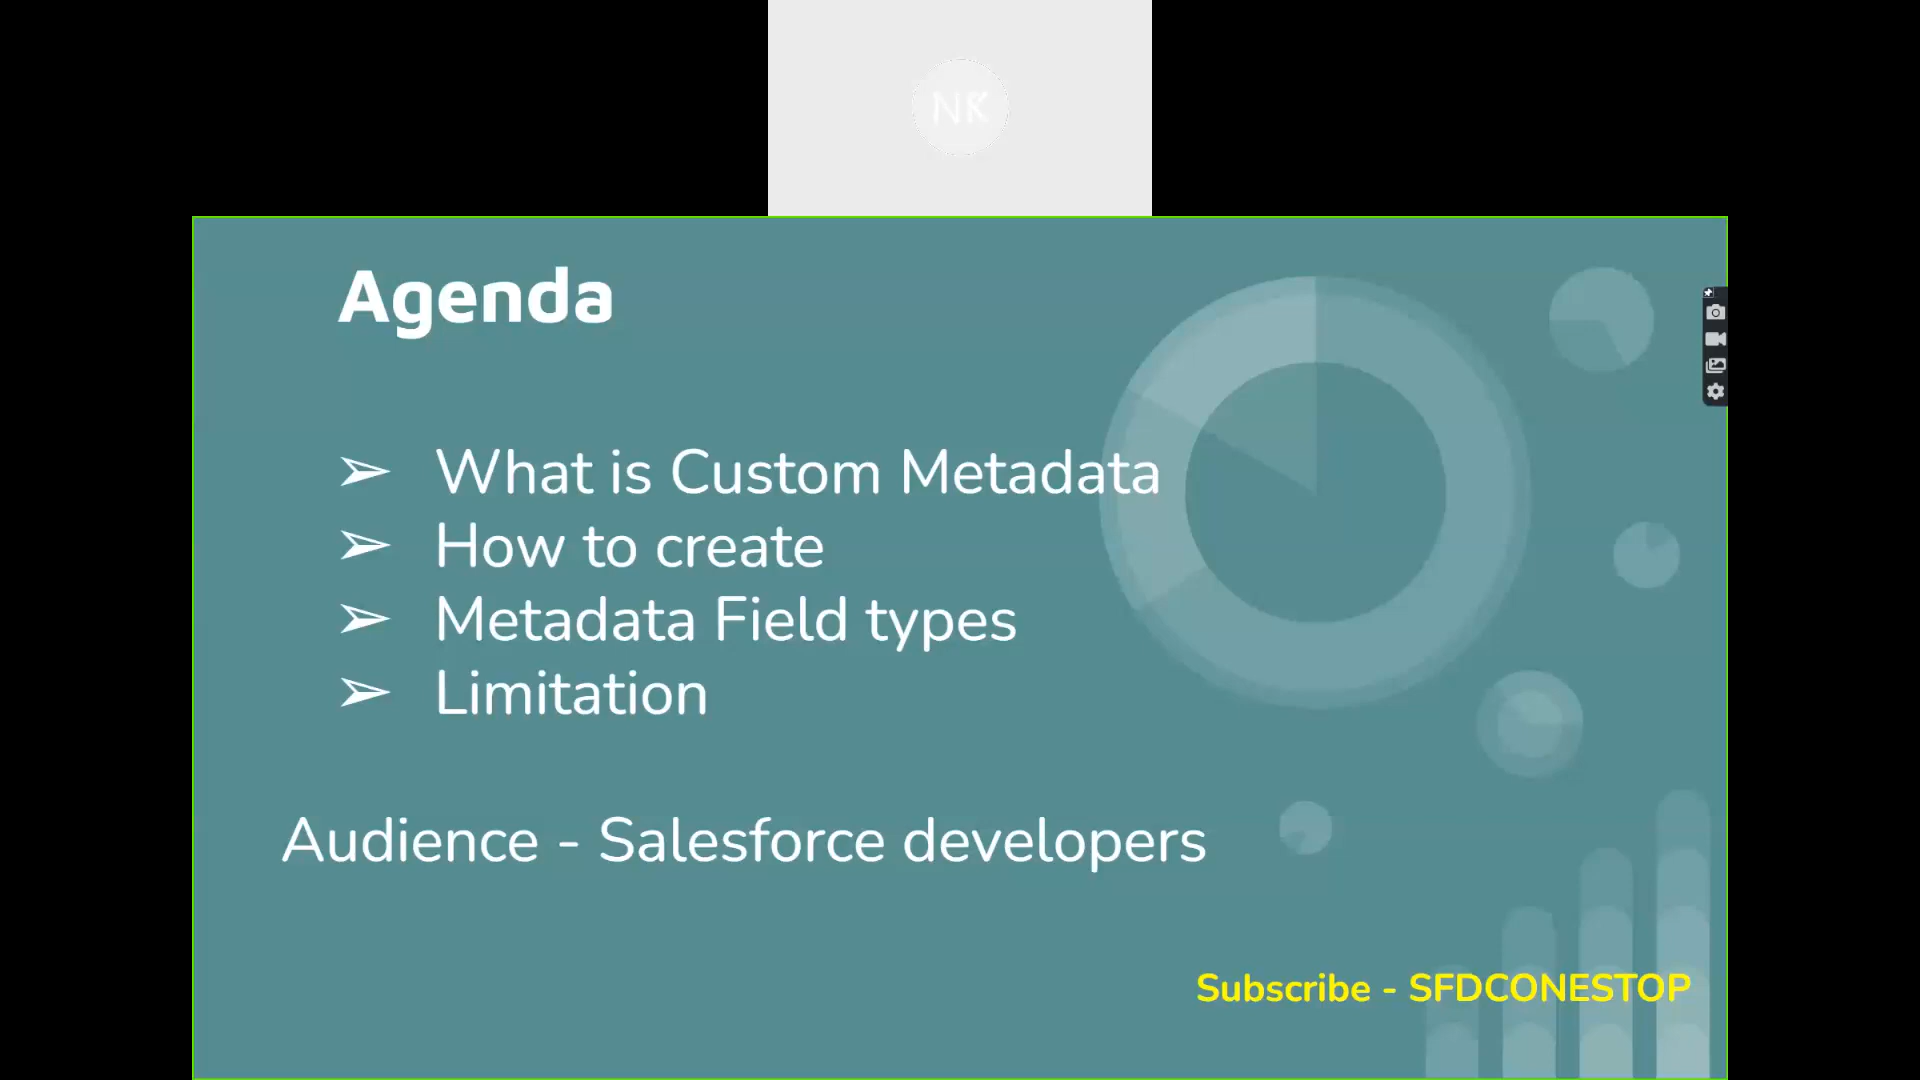 NK
Agenda
➢ What is Custom Metadata
➢ How to create
➢ Metadata Field types
➢ Limitation
Audience - Salesforce developers
Subscribe - SFDCONESTOP